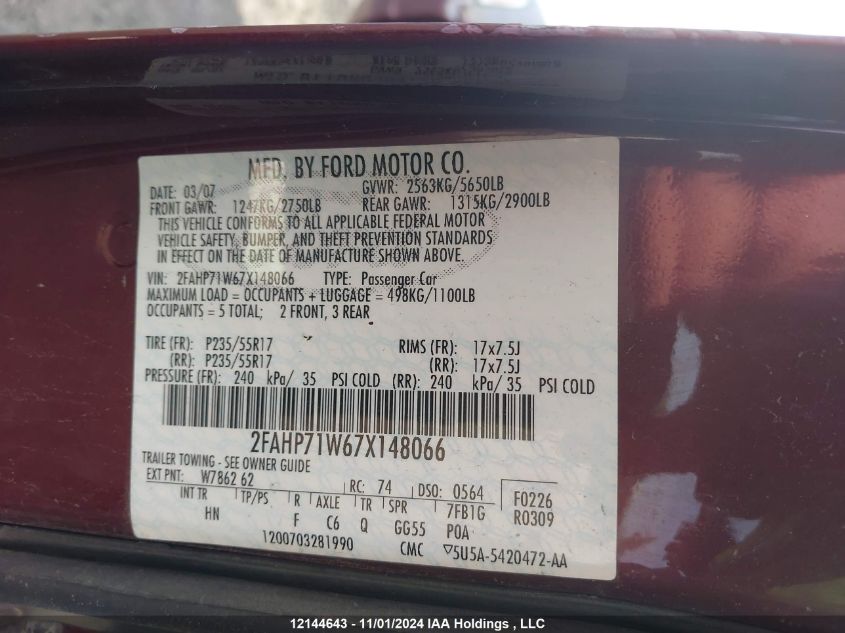 MFD. BY FORD MOTOR CO.
DATE: 03/07 GVWR: 2563KG/5650LB
FRONT GAWR: 1247KG/2750LB REAR GAWR: 1315KG/2900LB
THIS VEHICLE CONFORMS TO ALL APPLICABLE FEDERAL MOTOR
VEHICLE SAFETY, BUMPER, AND THEFT PREVENTION STANDARDS
IN EFFECT ON THE DATE OF MANUFACTURE SHOWN ABOVE.
VIN: 2FAHP71W67X148066 TYPE: Passenger Car
MAXIMUM LOAD = OCCUPANTS + LUGGAGE = 498KG/1100LB
OCCUPANTS = 5 TOTAL; 2 FRONT, 3 REAR
TIRE (FR): P235/55R17 RIMS (FR): 17x7.5J
(RR): P235/55R17 (RR): 17x7.5J
PRESSURE (FR): 240 kPa/ 35 PSI COLD (RR): 240 kPa/ 35 PSI COLD
2FAHP71W67X148066
TRAILER TOWING - SEE OWNER GUIDE
EXT PNT: W7862 62 RC: 74 DSO: 0564 F0226
INT TR TP/PS R AXLE TR SPR 7FB1G R0309
HN F C6 Q GG55 P0A
1200703281990 CMC ▽5U5A-5420472-AA
12144643 - 11/01/2024 IAA Holdings , LLC